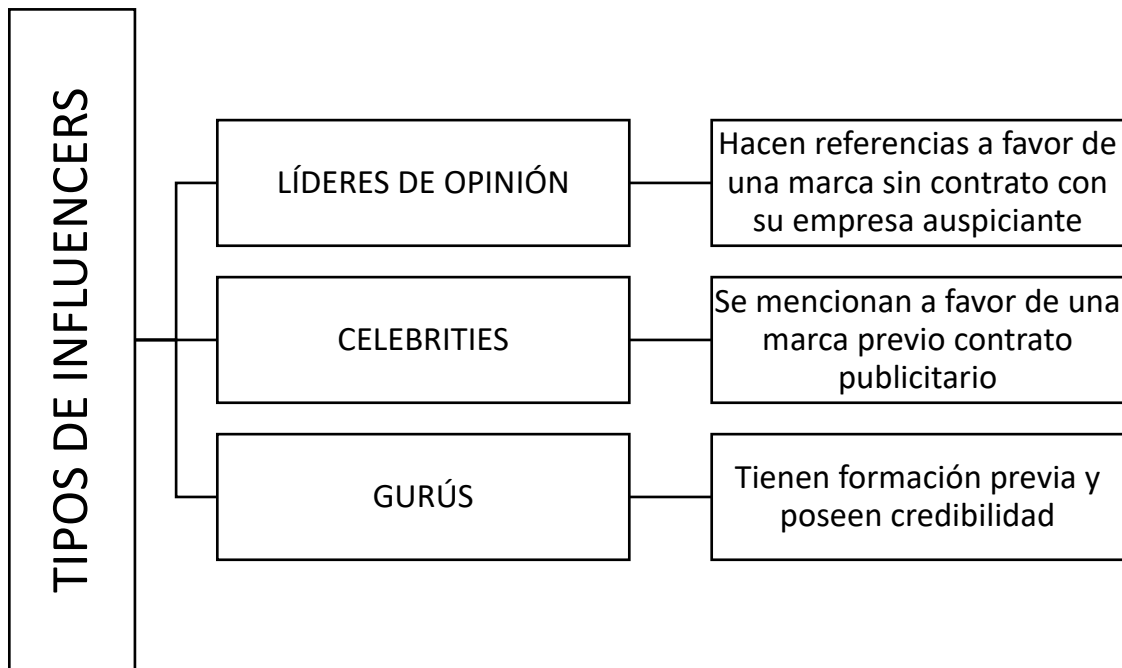 TIPOS DE INFLUENCERS
LÍDERES DE OPINIÓN
Hacen referencias a favor de
una marca sin contrato con
su empresa auspiciante
CELEBRITIES
Se mencionan a favor de una
marca previo contrato
publicitario
GURÚS
Tienen formación previa y
poseen credibilidad